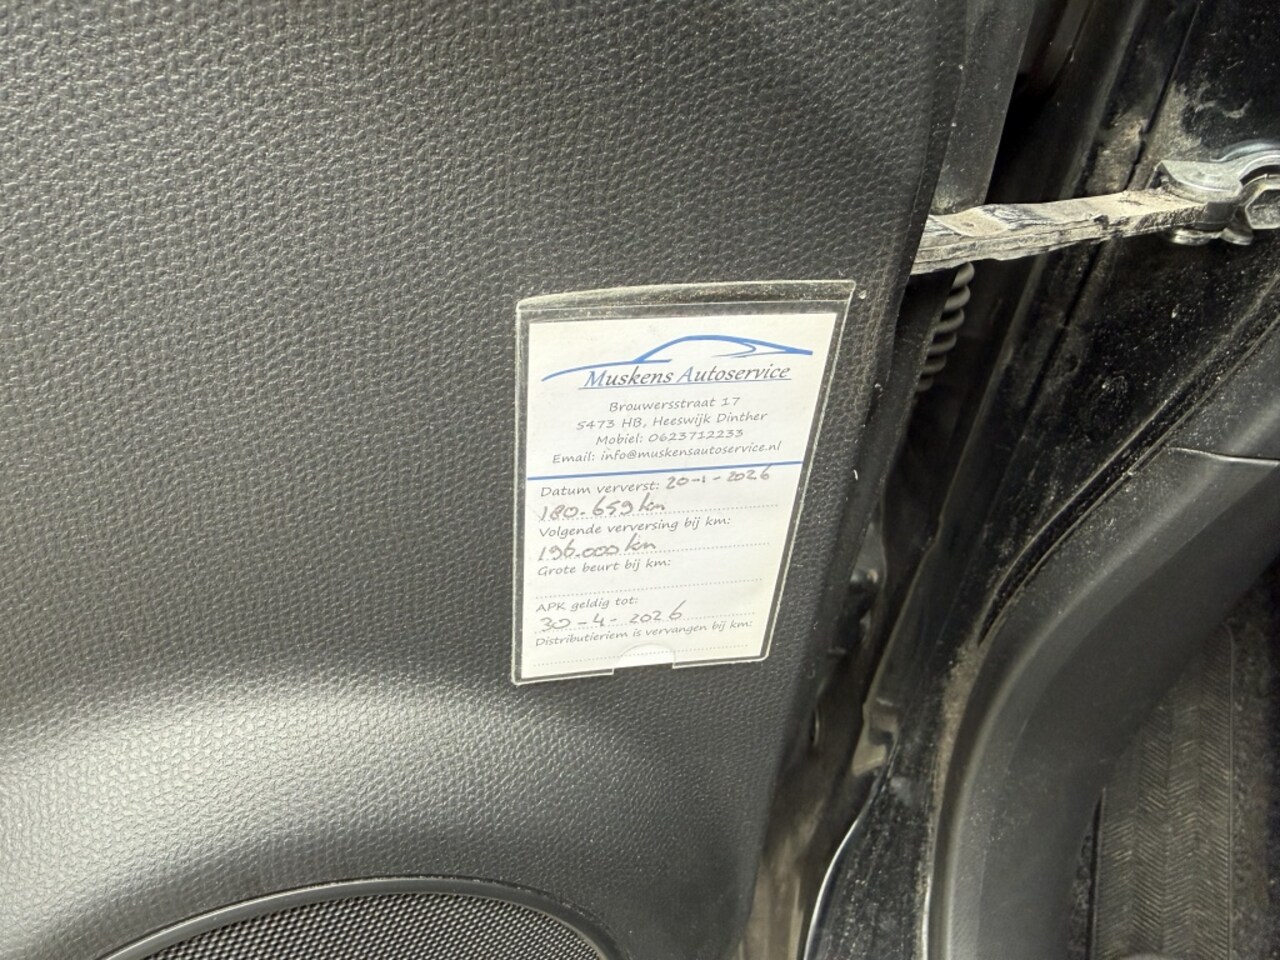 Muskens Autoservice
Brouwersstraat 17
5473 HB, Heeswijk Dinther
Mobiel: 0623712233
Email: info@muskensautoservice.nl
Datum ververst: 20-1-2026
180.659 km
Volgende verversing bij km:
196.000 km
Grote beurt bij km:
APK geldig tot:
30-4-2026
Distributieriem is vervangen bij km: